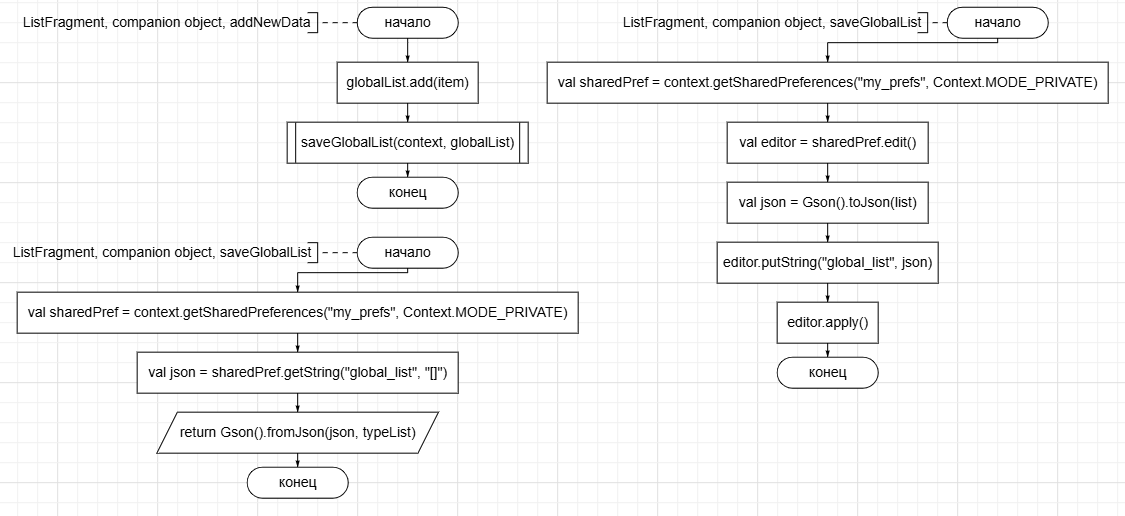 ListFragment, companion object, addNewData
начало
globalList.add(item)
saveGlobalList(context, globalList)
конец
ListFragment, companion object, saveGlobalList
начало
val sharedPref = context.getSharedPreferences("my_prefs", Context.MODE_PRIVATE)
val json = sharedPref.getString("global_list", "[]")
return Gson().fromJson(json, typeList)
конец
ListFragment, companion object, saveGlobalList
начало
val sharedPref = context.getSharedPreferences("my_prefs", Context.MODE_PRIVATE)
val editor = sharedPref.edit()
val json = Gson().toJson(list)
editor.putString("global_list", json)
editor.apply()
конец